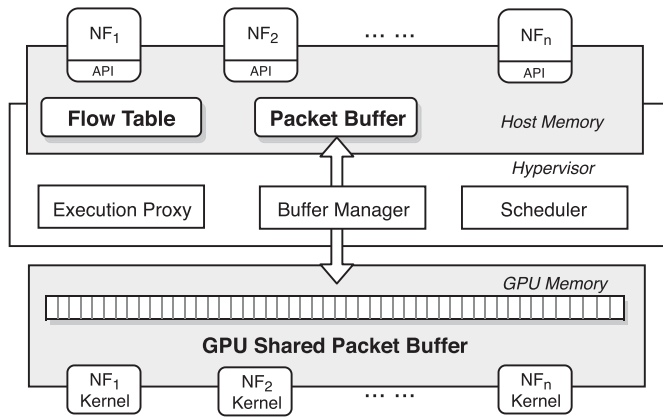 NF1 NF2 ... ... NFn
API API API
Flow Table Packet Buffer
Host Memory
Hypervisor
Execution Proxy Buffer Manager Scheduler
GPU Memory
GPU Shared Packet Buffer
NF1 NF2 ... ... NFn
Kernel Kernel Kernel